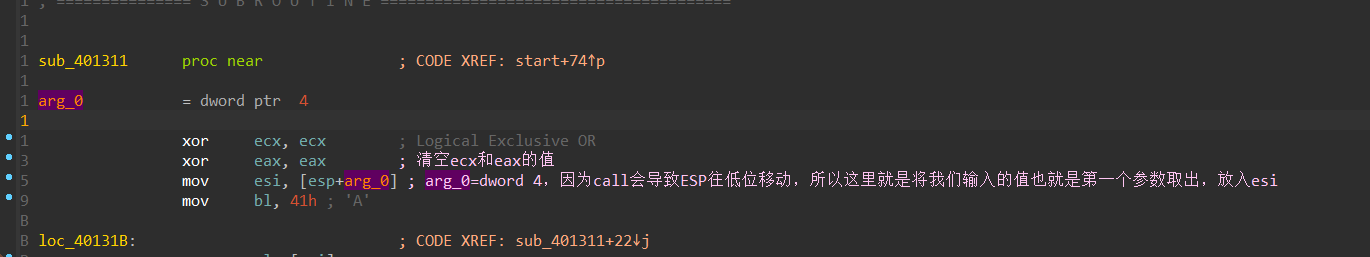 1 ; =============== S U B R O U T I N E =======================================
1
1
1 sub_401311 proc near ; CODE XREF: start+74↑p
1
1 arg_0 = dword ptr 4
1
1 xor ecx, ecx ; Logical Exclusive OR
3 xor eax, eax ; 清空ecx和eax的值
5 mov esi, [esp+arg_0] ; arg_0=dword 4，因为call会导致ESP往低位移动，所以这里就是将我们输入的值也就是第一个参数取出，放入esi
9 mov bl, 41h ; 'A'
B
B loc_40131B: ; CODE XREF: sub_401311+22↓j